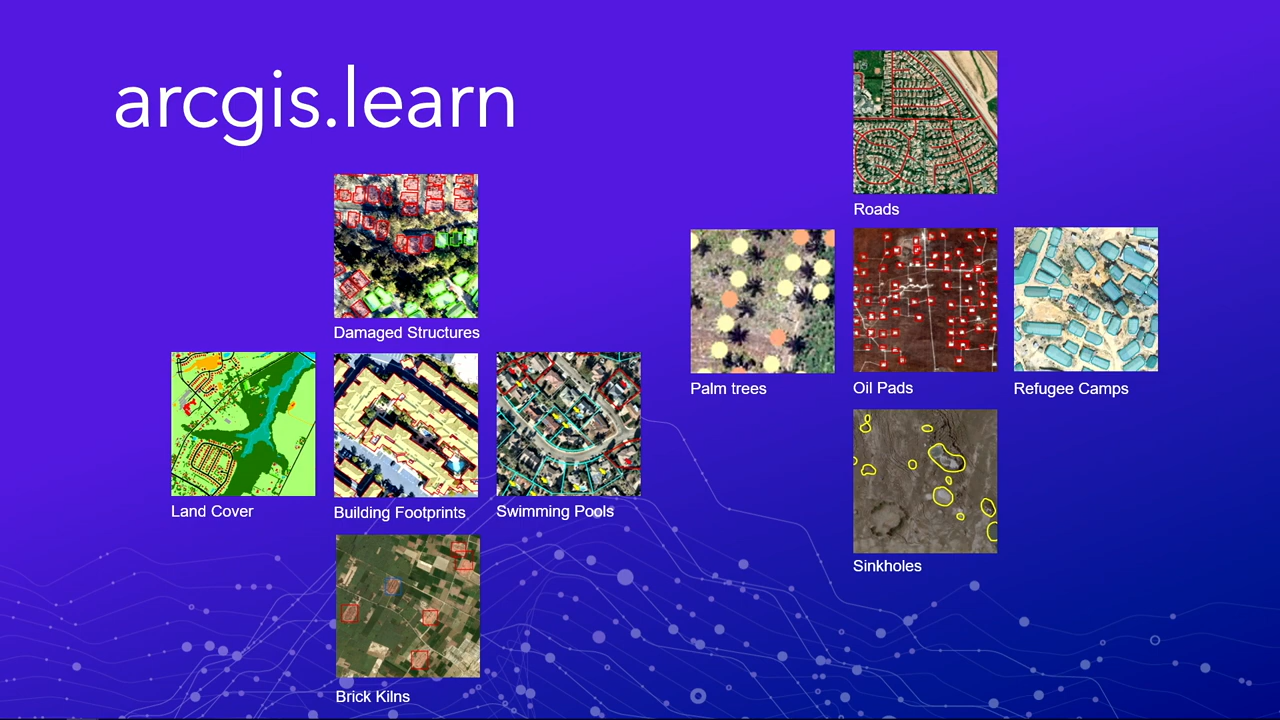 arcgis.learn
Roads
Damaged Structures
Palm trees
Oil Pads
Refugee Camps
Land Cover
Building Footprints
Swimming Pools
Sinkholes
Brick Kilns